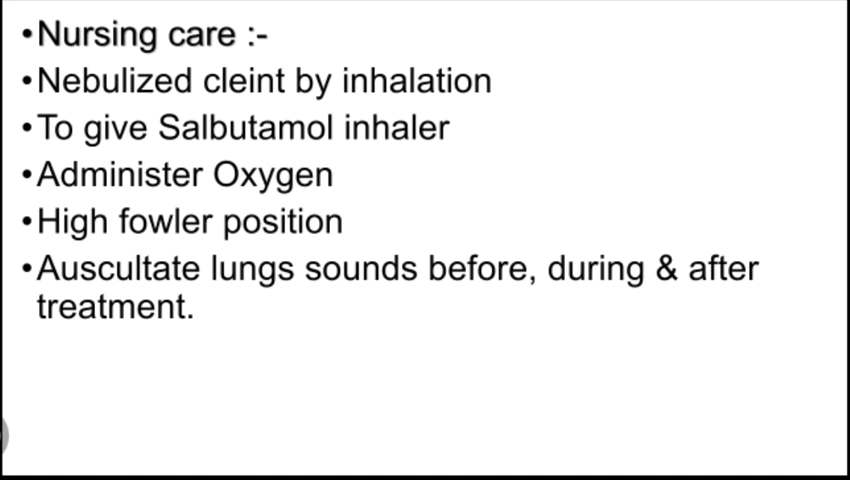 •Nursing care :-
•Nebulized cleint by inhalation
•To give Salbutamol inhaler
•Administer Oxygen
•High fowler position
•Auscultate lungs sounds before, during & after
treatment.